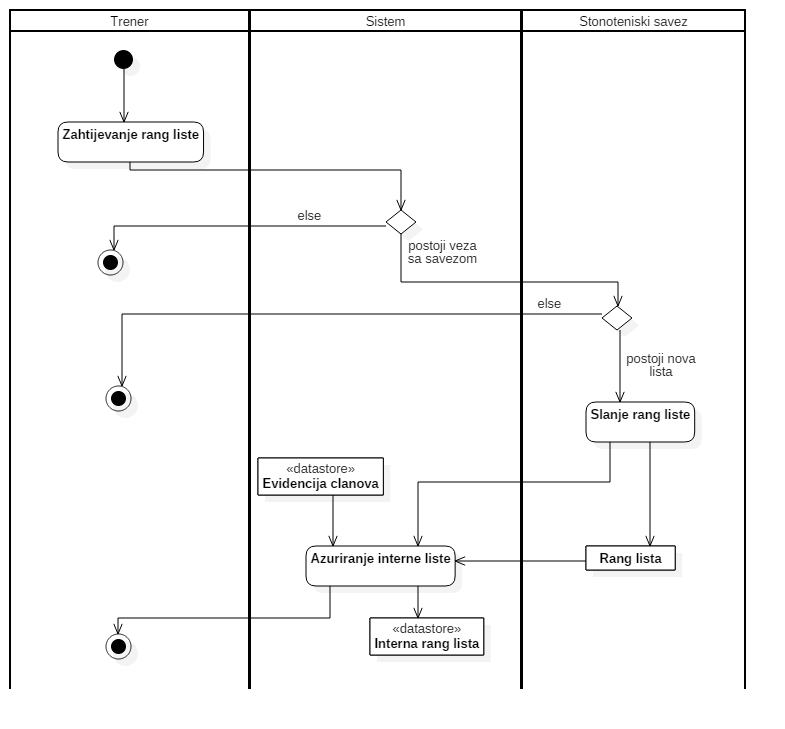 Trener
Sistem
Stonoteniski savez
Zahtijevanje rang liste
else
postoji veza
sa savezom
else
postoji nova
lista
Slanje rang liste
«datastore»
Evidencija clanova
Azuriranje interne liste
Rang lista
«datastore»
Interna rang lista